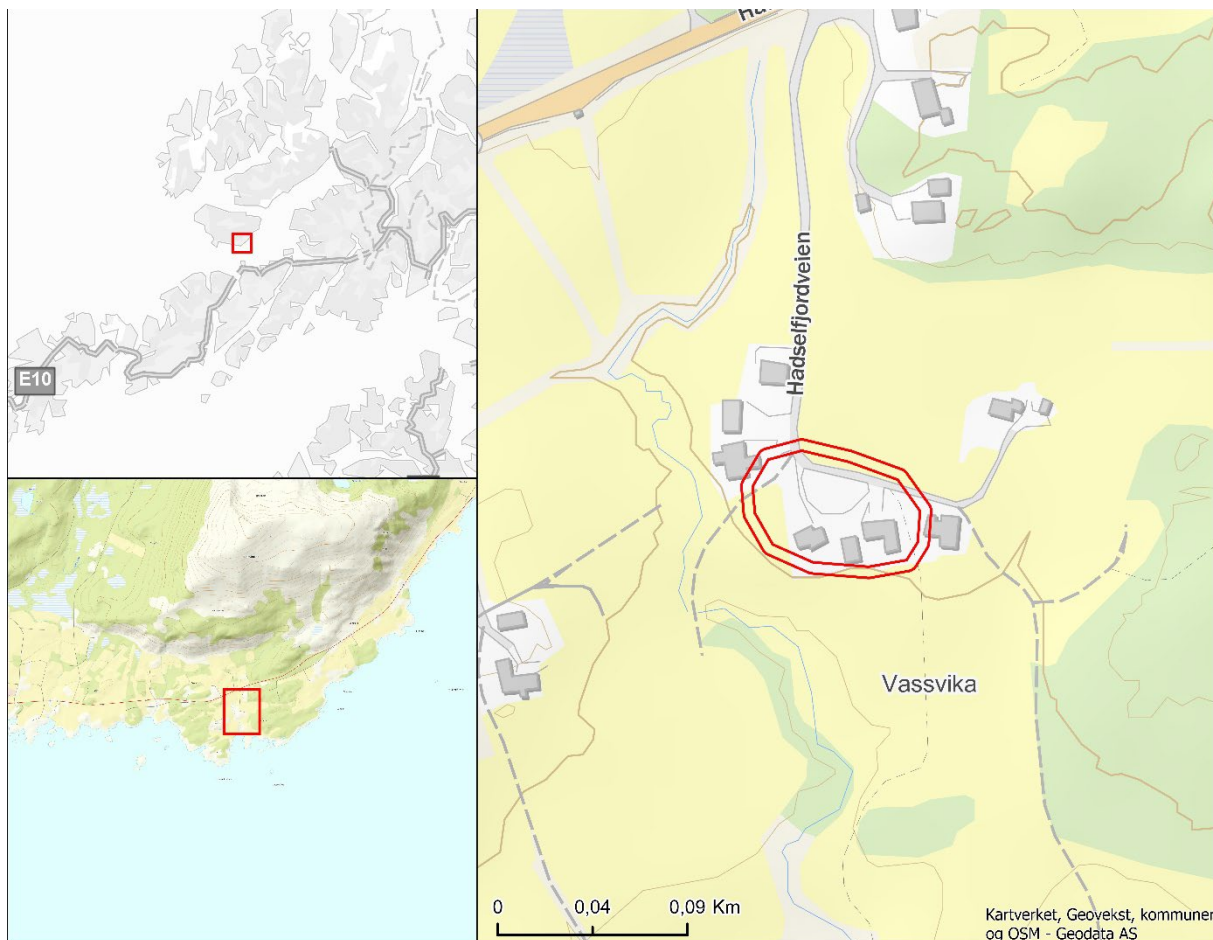 E10
Hadselfjordveien
Vassvika
0 0,04 0,09 Km
Kartverket, Geovekst, kommuner
og OSM - Geodata AS